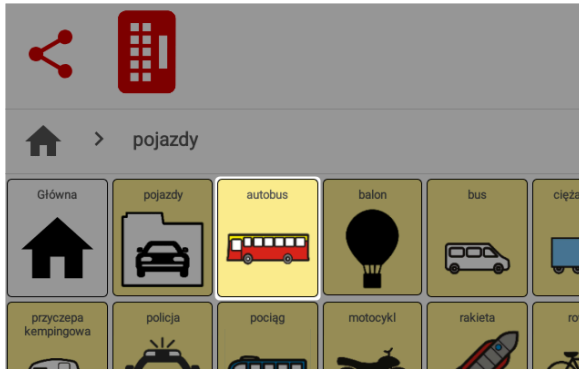 pojazdy
Główna
pojazdy
autobus
balon
bus
przyczepa
kempingowa
policja
pociąg
motocykl
rakieta